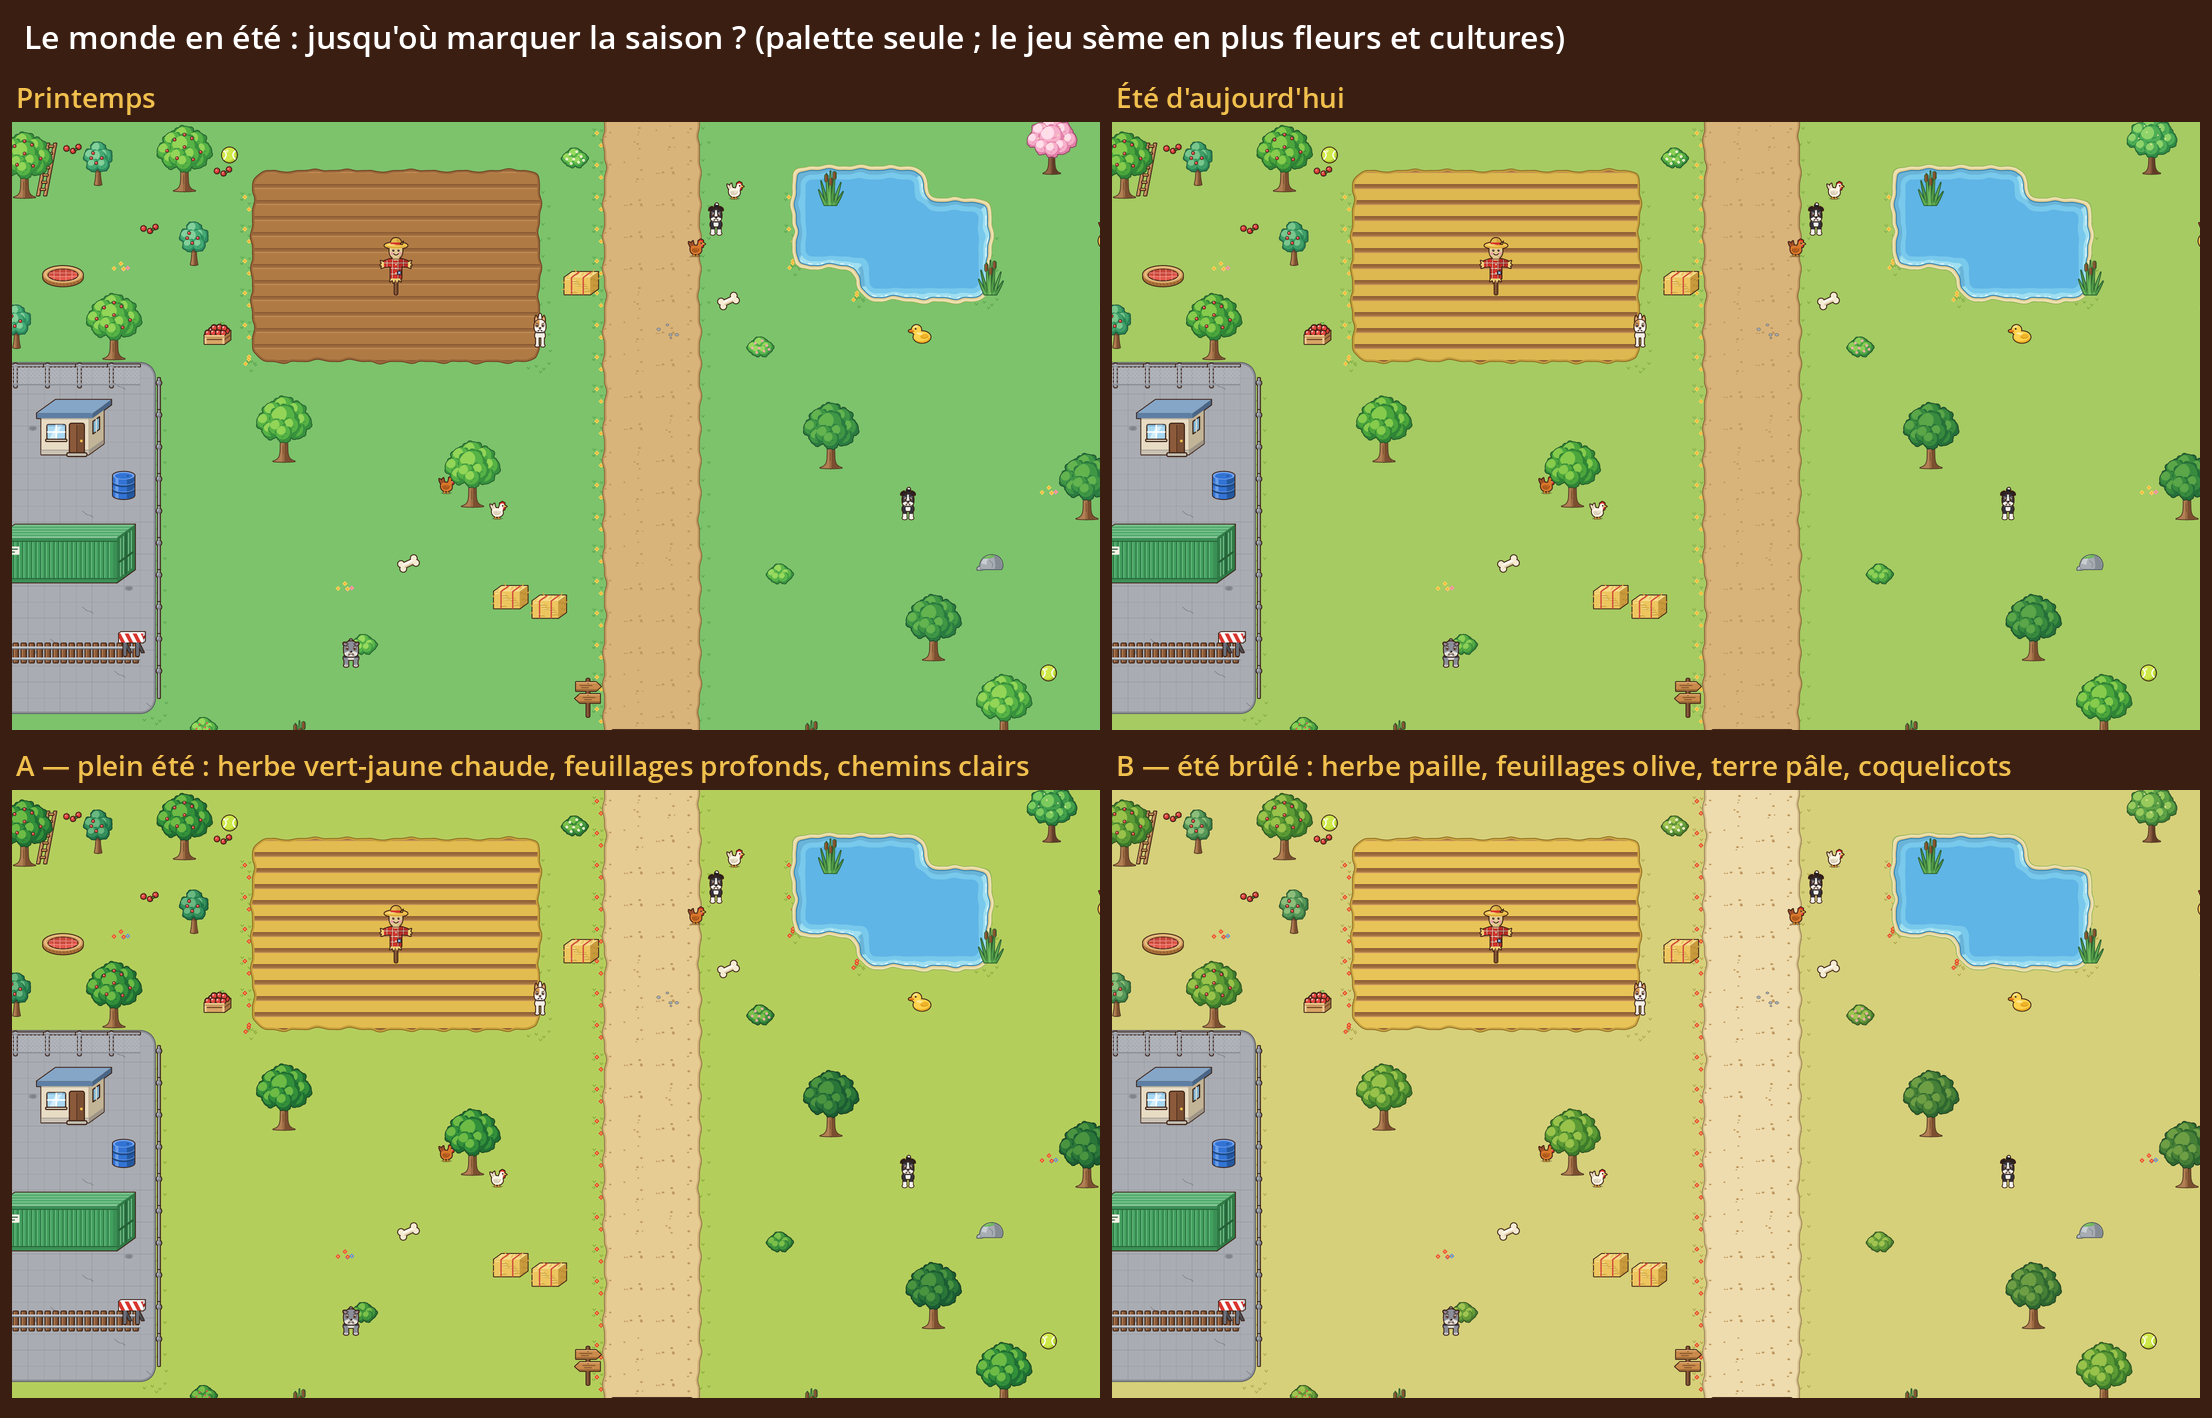 Le monde en été : jusqu'où marquer la saison ? (palette seule ; le jeu sème en plus fleurs et cultures)
Printemps
Été d'aujourd'hui
A — plein été : herbe vert-jaune chaude, feuillages profonds, chemins clairs
B — été brûlé : herbe paille, feuillages olive, terre pâle, coquelicots